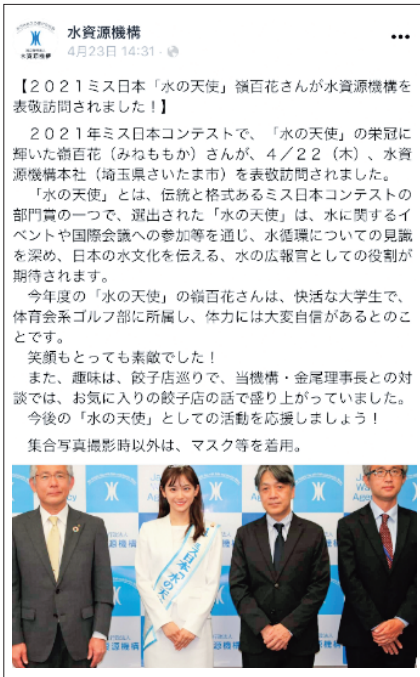 水資源機構
4月23日 14:31
【２０２１ミス日本「水の天使」嶺百花さんが水資源機構を
表敬訪問されました！】
２０２１年ミス日本コンテストで、「水の天使」の栄冠に
輝いた嶺百花（みねももか）さんが、４／２２（木）、水資
源機構本社（埼玉県さいたま市）を表敬訪問されました。
「水の天使」とは、伝統と格式あるミス日本コンテストの
部門賞の一つで、選出された「水の天使」は、水に関するイ
ベントや国際会議への参加等を通じ、水循環についての見識
を深め、日本の水文化を伝える、水の広報官としての役割が
期待されます。
今年度の「水の天使」の嶺百花さんは、快活な大学生で、
体育会系ゴルフ部に所属し、体力には大変自信があるとのこ
とです。
笑顔もとっても素敵でした！
また、趣味は、餃子店巡りで、当機構・金尾理事長との対
談では、お気に入りの餃子店の話で盛り上がっていました。
今後の「水の天使」としての活動を応援しましょう！
集合写真撮影時以外は、マスク等を着用。
ミス日本「水の天